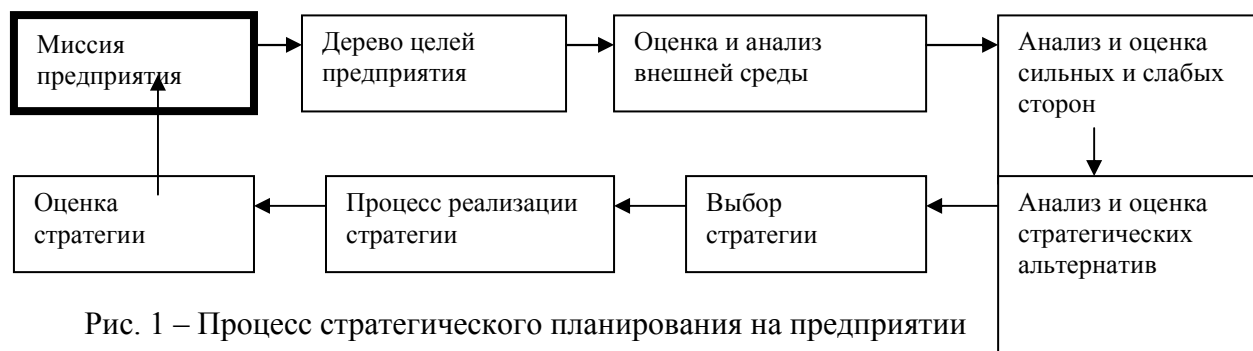 Миссия
предприятия
Дерево целей
предприятия
Оценка и анализ
внешней среды
Анализ и оценка
сильных и слабых
сторон
Оценка
стратегии
Процесс реализации
стратегии
Выбор
стратегии
Анализ и оценка
стратегических
альтернатив
Рис. 1 – Процесс стратегического планирования на предприятии